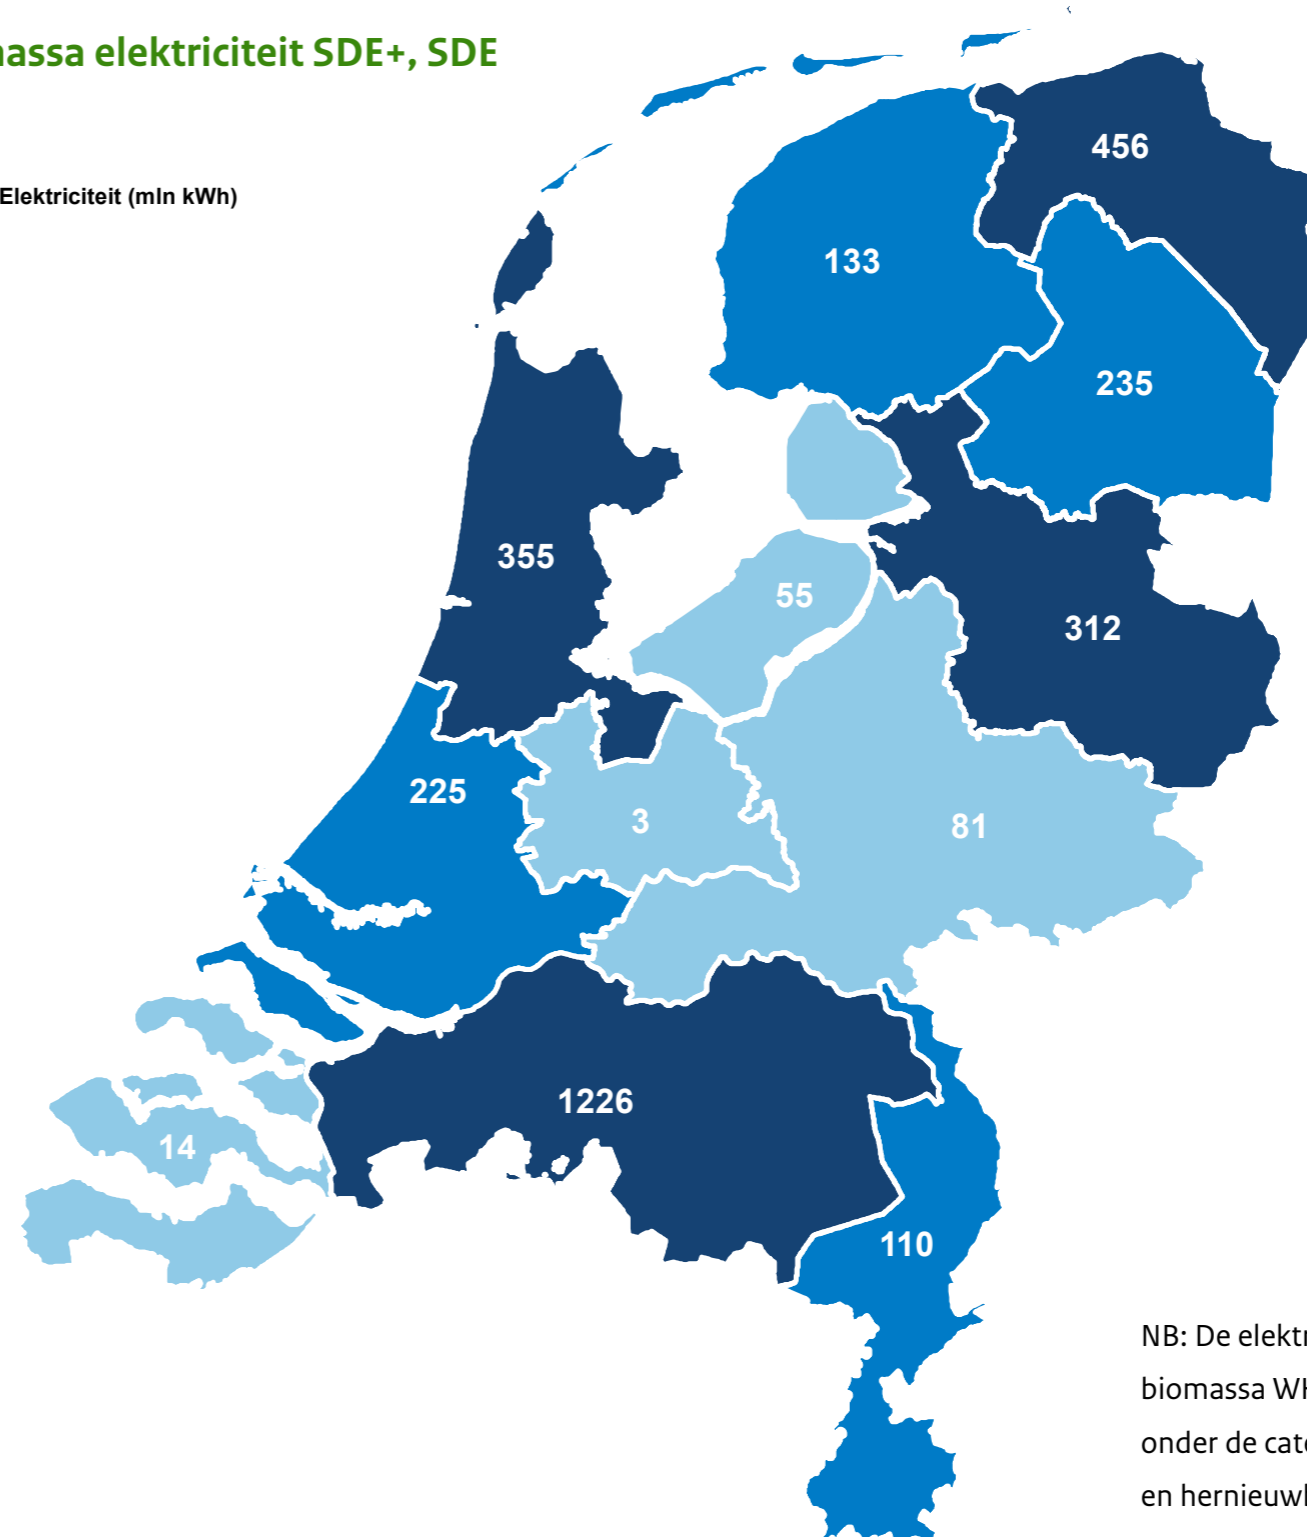 massa elektriciteit SDE+, SDE
Elektriciteit (mln kWh)
456
133
235
355
55
312
225
3
81
1226
14
110
NB: De elektr
biomassa WK
onder de cate
en hernieuwb